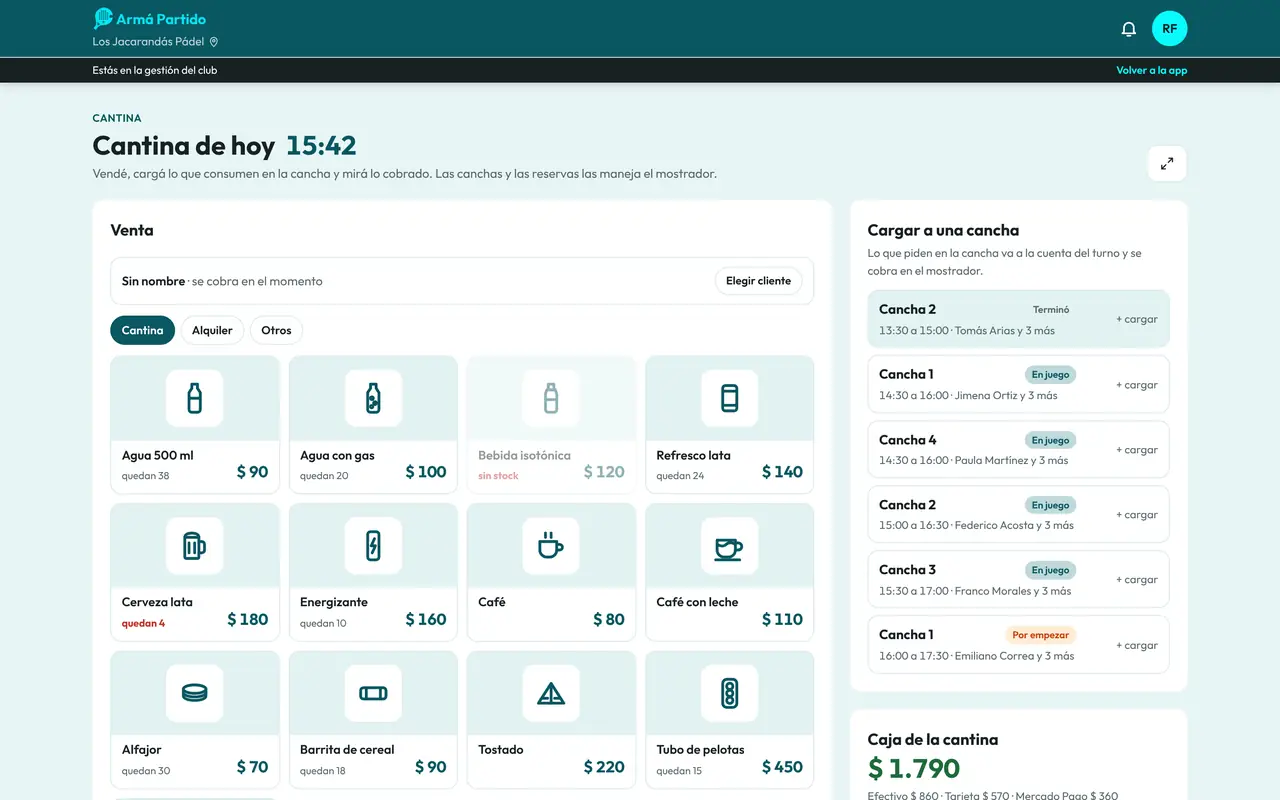 Armá Partido
Los Jacarandás Pádel
RF
Estás en la gestión del club
Volver a la app
CANTINA
Cantina de hoy 15:42
Vendé, cargá lo que consumen en la cancha y mirá lo cobrado. Las canchas y las reservas las maneja el mostrador.
Venta
Sin nombre · se cobra en el momento
Elegir cliente
Cantina
Alquiler
Otros
Agua 500 ml
quedan 38
$ 90
Agua con gas
quedan 20
$ 100
Bebida isotónica
sin stock
$ 120
Refresco lata
quedan 24
$ 140
Cerveza lata
quedan 4
$ 180
Energizante
quedan 10
$ 160
Café
$ 80
Café con leche
$ 110
Alfajor
quedan 30
$ 70
Barrita de cereal
quedan 18
$ 90
Tostado
$ 220
Tubo de pelotas
quedan 15
$ 450
Cargar a una cancha
Lo que piden en la cancha va a la cuenta del turno y se
cobra en el mostrador.
Cancha 2
Terminó
13:30 a 15:00 · Tomás Arias y 3 más
+ cargar
Cancha 1
En juego
14:30 a 16:00 · Jimena Ortiz y 3 más
+ cargar
Cancha 4
En juego
14:30 a 16:00 · Paula Martínez y 3 más
+ cargar
Cancha 2
En juego
15:00 a 16:30 · Federico Acosta y 3 más
+ cargar
Cancha 3
En juego
15:30 a 17:00 · Franco Morales y 3 más
+ cargar
Cancha 1
Por empezar
16:00 a 17:30 · Emiliano Correa y 3 más
+ cargar
Caja de la cantina
$ 1.790
Efectivo $ 860 · Tarjeta $ 570 · Mercado Pago $ 360